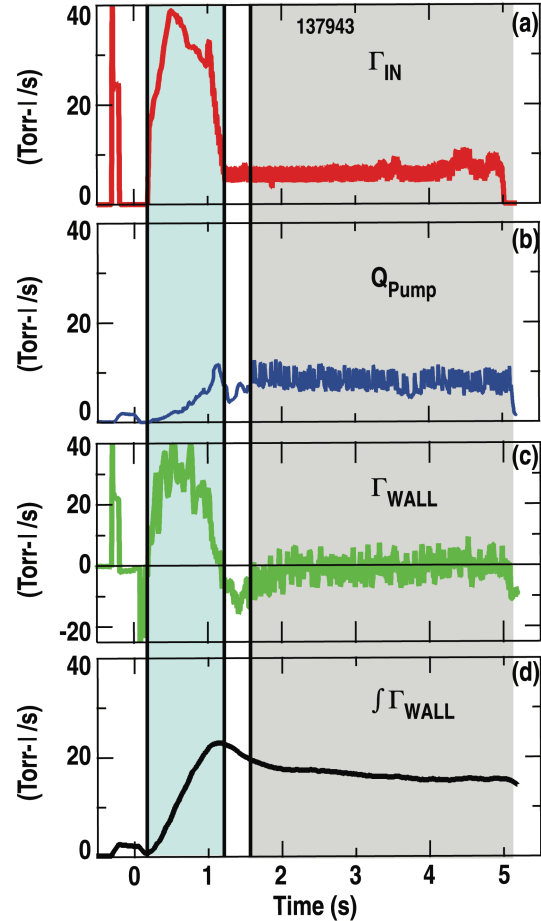 (a)
137943
Γ_IN
(Torr-l/s)
40
20
0
(b)
Q_Pump
(Torr-l/s)
40
20
0
(c)
Γ_WALL
(Torr-l/s)
40
20
0
-20
(d)
∫Γ_WALL
(Torr-l/s)
40
20
0
0 1 2 3 4 5
Time (s)